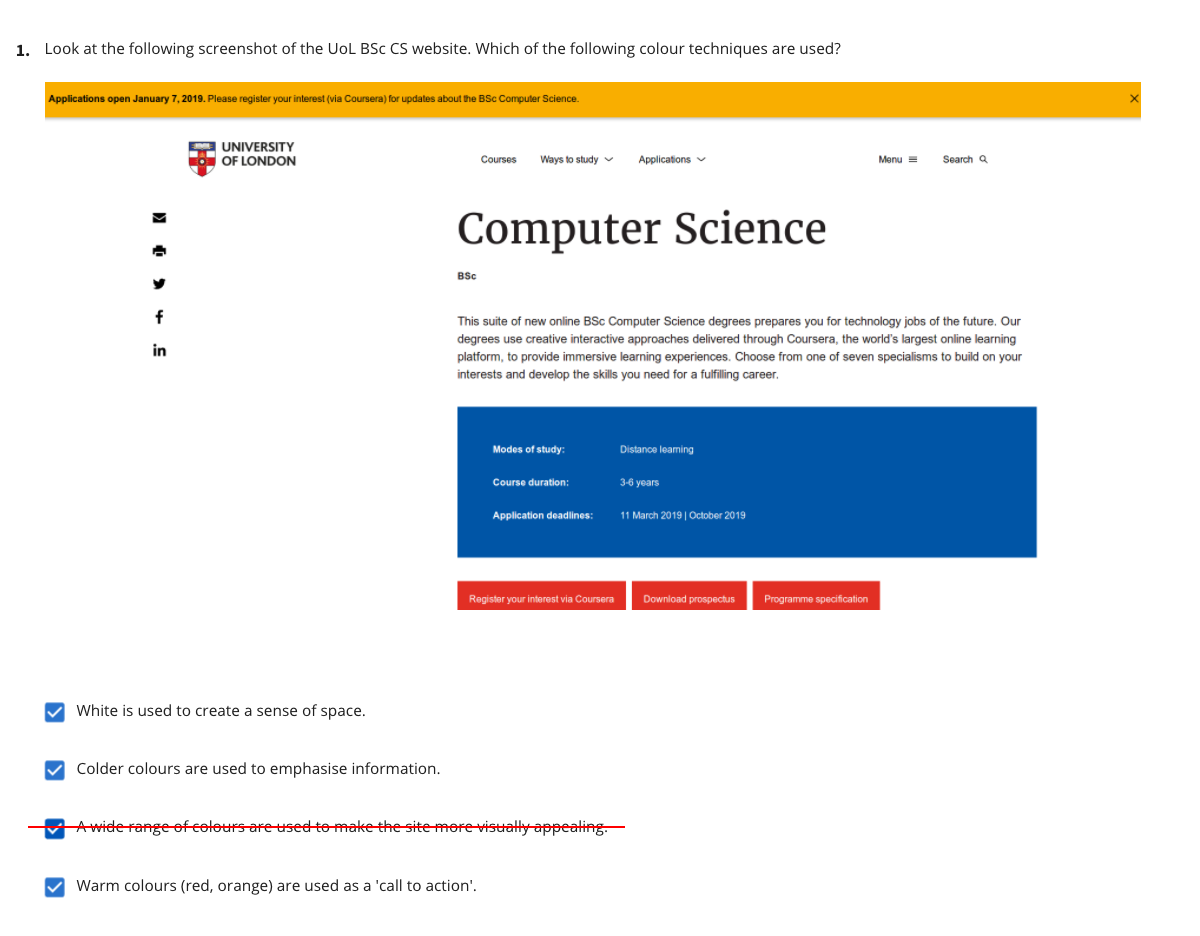 1. Look at the following screenshot of the UoL BSc CS website. Which of the following colour techniques are used?
Applications open January 7, 2019. Please register your interest (via Coursera) for updates about the BSc Computer Science.
UNIVERSITY
OF LONDON
Courses Ways to study Applications Menu Search
Computer Science
BSc
This suite of new online BSc Computer Science degrees prepares you for technology jobs of the future. Our
degrees use creative interactive approaches delivered through Coursera, the world's largest online learning
platform, to provide immersive learning experiences. Choose from one of seven specialisms to build on your
interests and develop the skills you need for a fulfilling career.
Modes of study: Distance learning
Course duration: 3-6 years
Application deadlines: 11 March 2019 | October 2019
Register your interest via Coursera Download prospectus Programme specification
White is used to create a sense of space.
Colder colours are used to emphasise information.
A wide range of colours are used to make the site more visually appealing.
Warm colours (red, orange) are used as a 'call to action'.